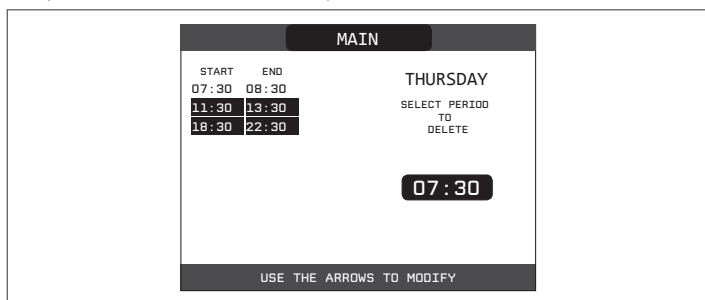 MAIN
START END
07:30 08:30
11:30 13:30
18:30 22:30
THURSDAY
SELECT PERIOD
TO
DELETE
07:30
USE THE ARROWS TO MODIFY